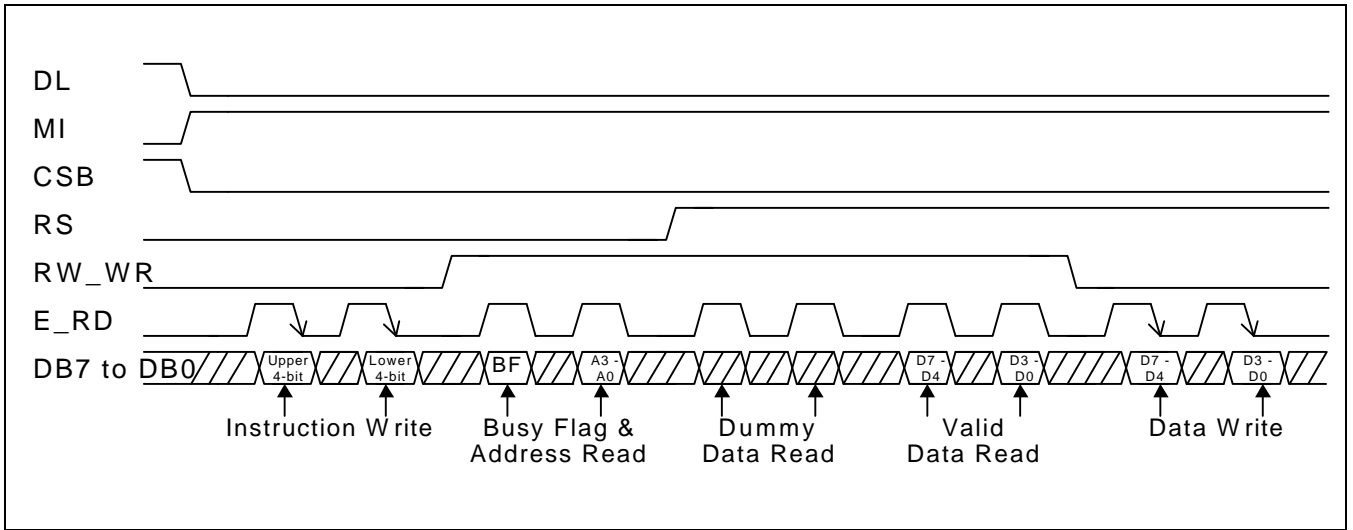 DL
MI
CSB
RS
RW_WR
E_RD
DB7 to DB0
Upper
4-bit
Lower
4-bit
BF
A3 -
A0
D7 -
D4
D3 -
D0
D7 -
D4
D3 -
D0
Instruction Write
Busy Flag &
Address Read
Dummy
Data Read
Valid
Data Read
Data Write